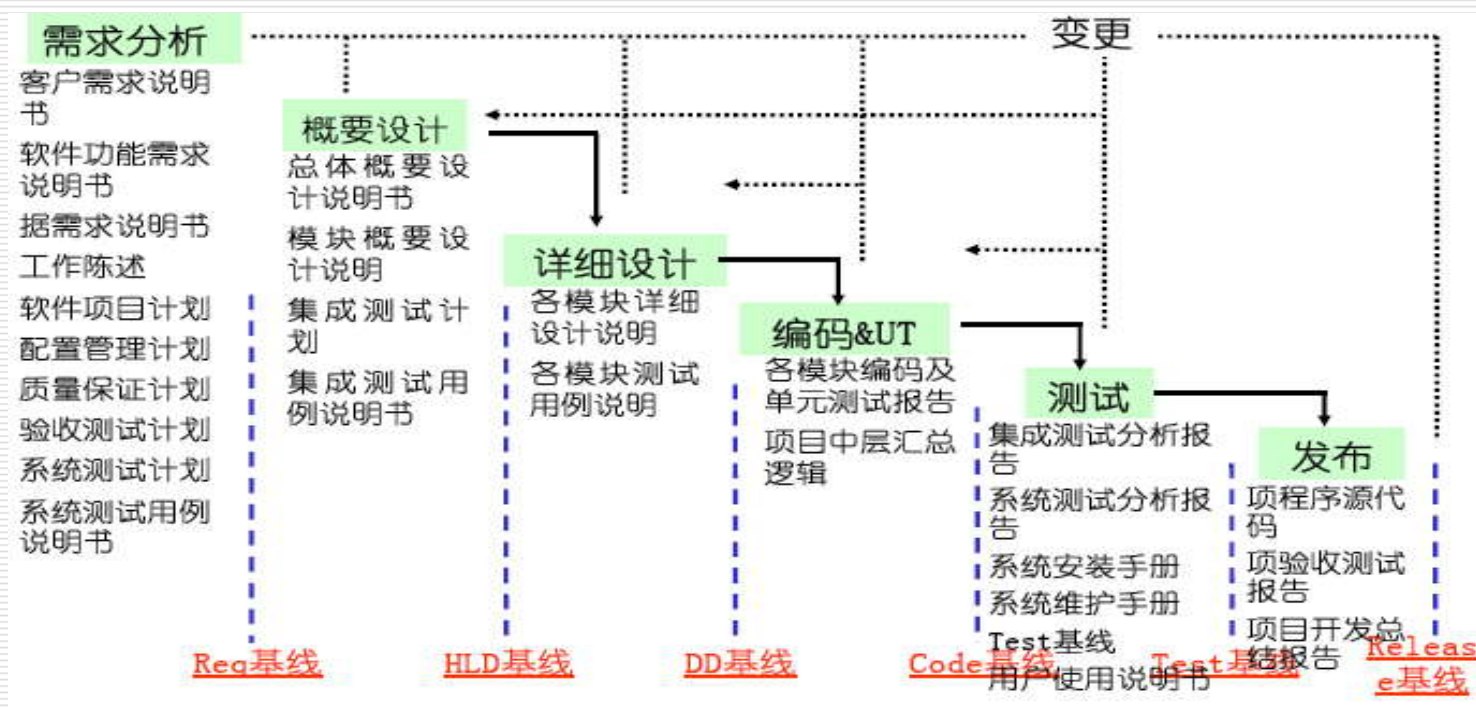 需求分析
客户需求说明
书
软件功能需求
说明书
据需求说明书
工作陈述
软件项目计划
配置管理计划
质量保证计划
验收测试计划
系统测试计划
系统测试用例
说明书
变更
概要设计
总体概要设
计说明书
模块概要设
计说明
集成测试计
划
集成测试用
例说明书
详细设计
各模块详细
设计说明
各模块测试
用例说明
编码&UT
各模块编码及
单元测试报告
项目中层汇总
逻辑
测试
集成测试分析报
告
系统测试分析报
告
系统安装手册
系统维护手册
Test基线
用户使用说明书
发布
项程序源代
码
项验收测试
报告
项目开发总
结报告
Req基线
HLD基线
DD基线
Code基线
Test基线
Releas
e基线